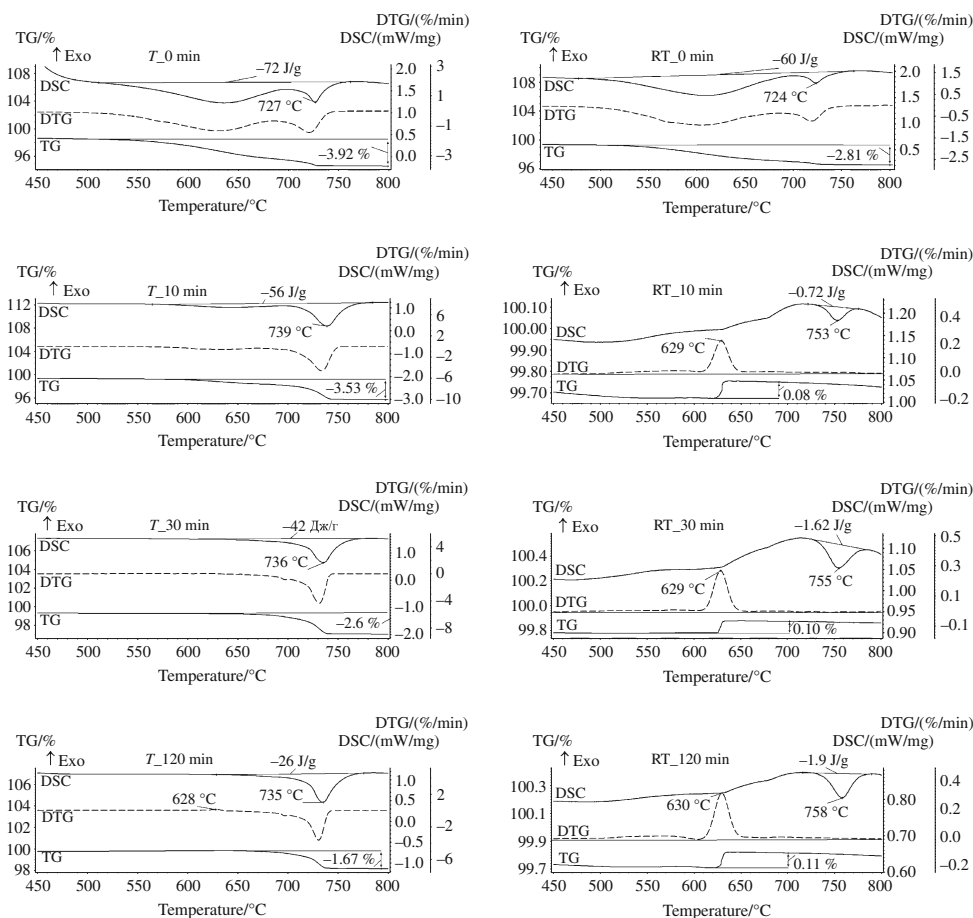 DTG/(%/min)
TG/% DSC/(mW/mg)
↑ Exo T_0 min
–72 J/g
108 2.0 3
DSC
104 727 °C 1.5 1
DTG 1.0
100 0.5 –1
TG
96 –3.92 % 0.0 –3
450 500 550 600 650 700 750 800
Temperature/°C
DTG/(%/min)
TG/% DSC/(mW/mg)
↑ Exo RT_0 min –60 J/g
108 2.0 1.5
DSC
724 °C 1.5 0.5
104
DTG 1.0 –0.5
100 –1.5
TG 0.5
–2.81 % –2.5
96
450 500 550 600 650 700 750 800
Temperature/°C
DTG/(%/min)
TG/% DSC/(mW/mg)
↑ Exo T_10 min –56 J/g
112 1.0 6
DSC
108 739 °C 0.0 2
104 DTG –1.0 –2
100 –2.0 –6
TG
96 –3.53 % –3.0 –10
450 500 550 600 650 700 750 800
Temperature/°C
DTG/(%/min)
TG/% DSC/(mW/mg)
↑ Exo RT_10 min –0.72 J/g
100.10 1.20 0.4
100.00 DSC 753 °C 1.15
99.90 629 °C 0.2
1.10
99.80 DTG 0.0
TG 1.05
99.70 0.08 % 1.00 –0.2
450 500 550 600 650 700 750 800
Temperature/°C
DTG/(%/min)
TG/% DSC/(mW/mg)
↑ Exo T_30 min –42 Дж/г
106 DSC 1.0 4
104 736 °C
102 DTG 0.0 0
100 –1.0 –4
TG
98 –2.6 % –2.0 –8
450 500 550 600 650 700 750 800
Temperature/°C
DTG/(%/min)
TG/% DSC/(mW/mg)
↑ Exo RT_30 min –1.62 J/g
0.5
100.4 1.10
DSC 1.05 0.3
100.2 629 °C 755 °C
1.00 0.1
100.0 DTG 0.95
TG –0.1
99.8 0.10 % 0.90
450 500 550 600 650 700 750 800
Temperature/°C
DTG/(%/min)
TG/% DSC/(mW/mg)
↑ Exo T_120 min –26 J/g
106 DSC 1.0
104 628 °C 735 °C 0.5 2
DTG 0.0
102 –0.5 –2
100 TG
98 –1.67 % –1.0 –6
450 500 550 600 650 700 750 800
Temperature/°C
DTG/(%/min)
TG/% DSC/(mW/mg)
↑ Exo RT_120 min –1.9 J/g
0.4
100.3 DSC 0.80
630 °C 758 °C 0.2
100.1
DTG 0.70 0.0
99.9
TG –0.2
99.7 0.11 % 0.60
450 500 550 600 650 700 750 800
Temperature/°C